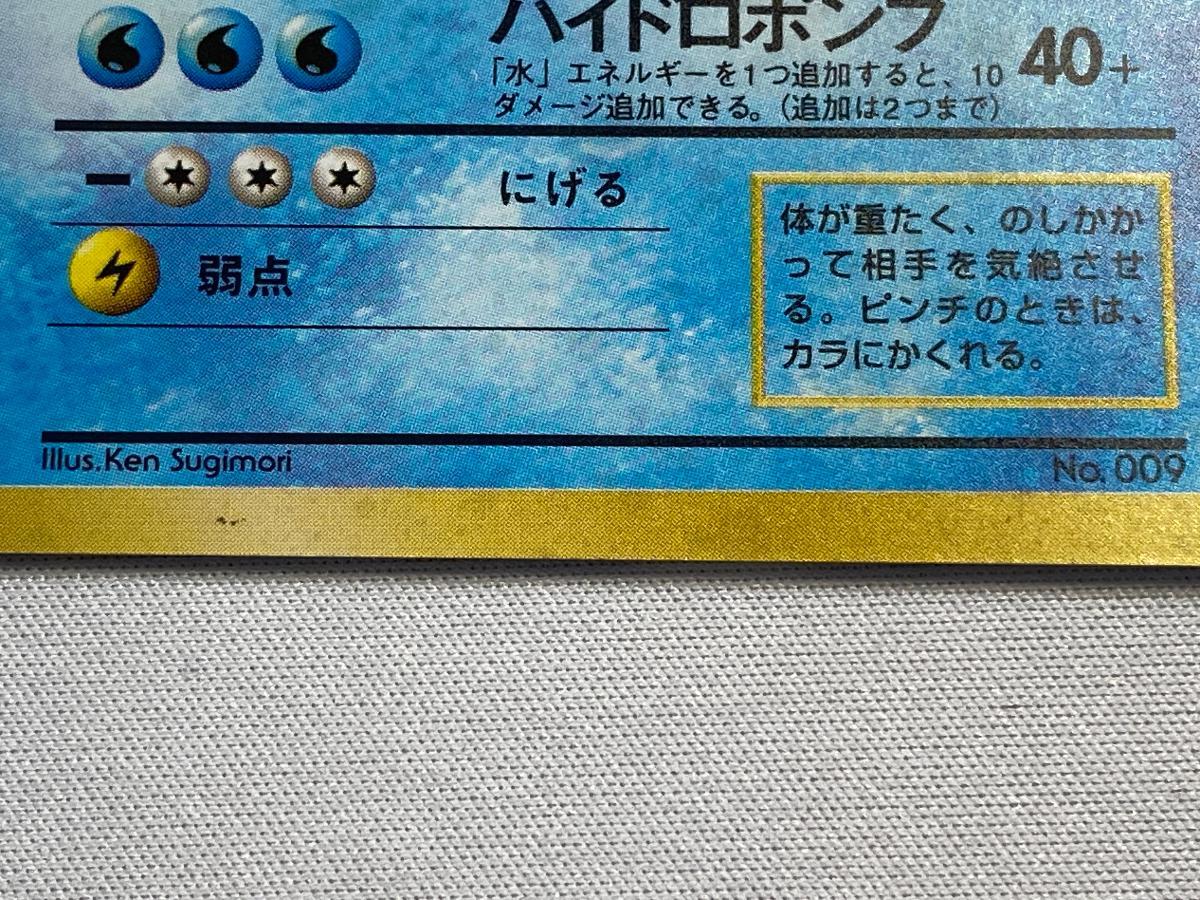 ハイドロポンプ
「水」エネルギーを1つ追加すると、10
ダメージ追加できる。（追加は2つまで）
40+
にげる
弱点
体が重たく、のしかか
って相手を気絶させ
る。ピンチのときは、
カラにかくれる。
Illus.Ken Sugimori
No. 009